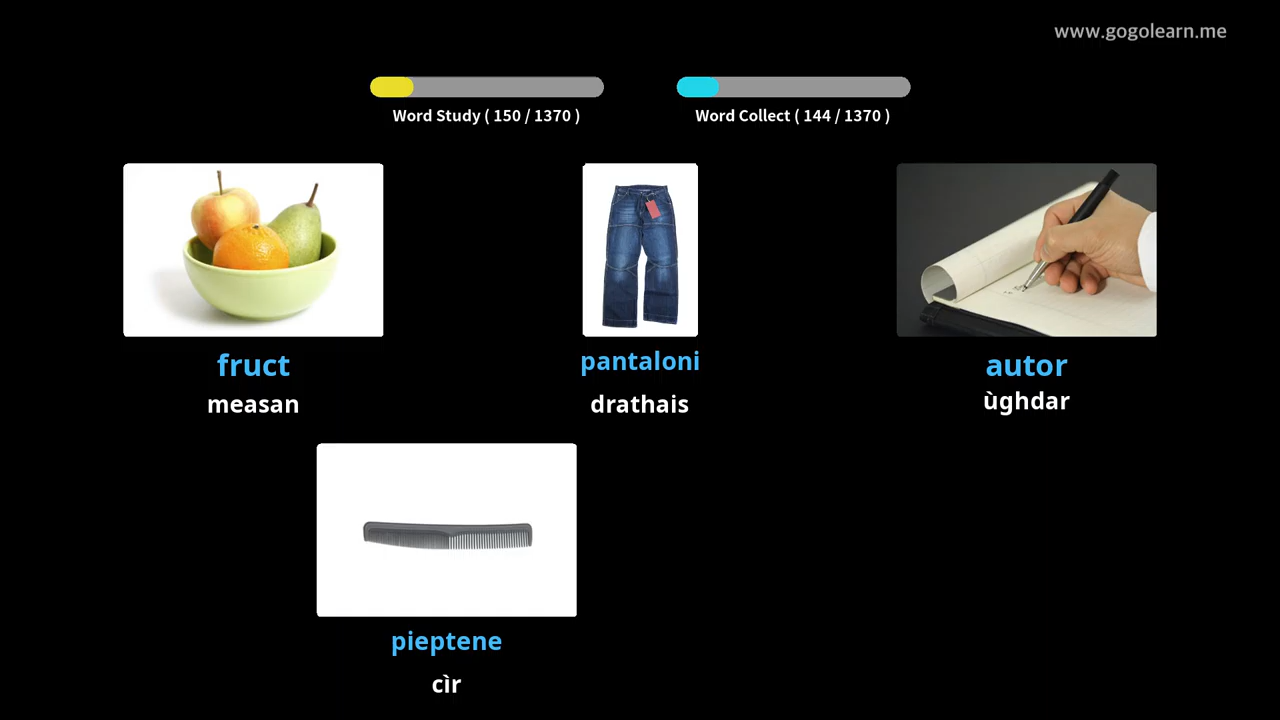 www.gogolearn.me
Word Study ( 150 / 1370 )
Word Collect ( 144 / 1370 )
fruct
measan
pantaloni
drathais
autor
ùghdar
pieptene
cìr